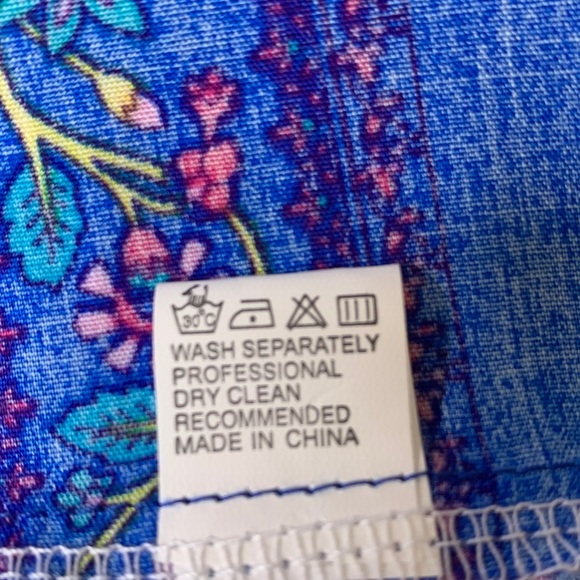 30°C
WASH SEPARATELY
PROFESSIONAL
DRY CLEAN
RECOMMENDED
MADE IN CHINA